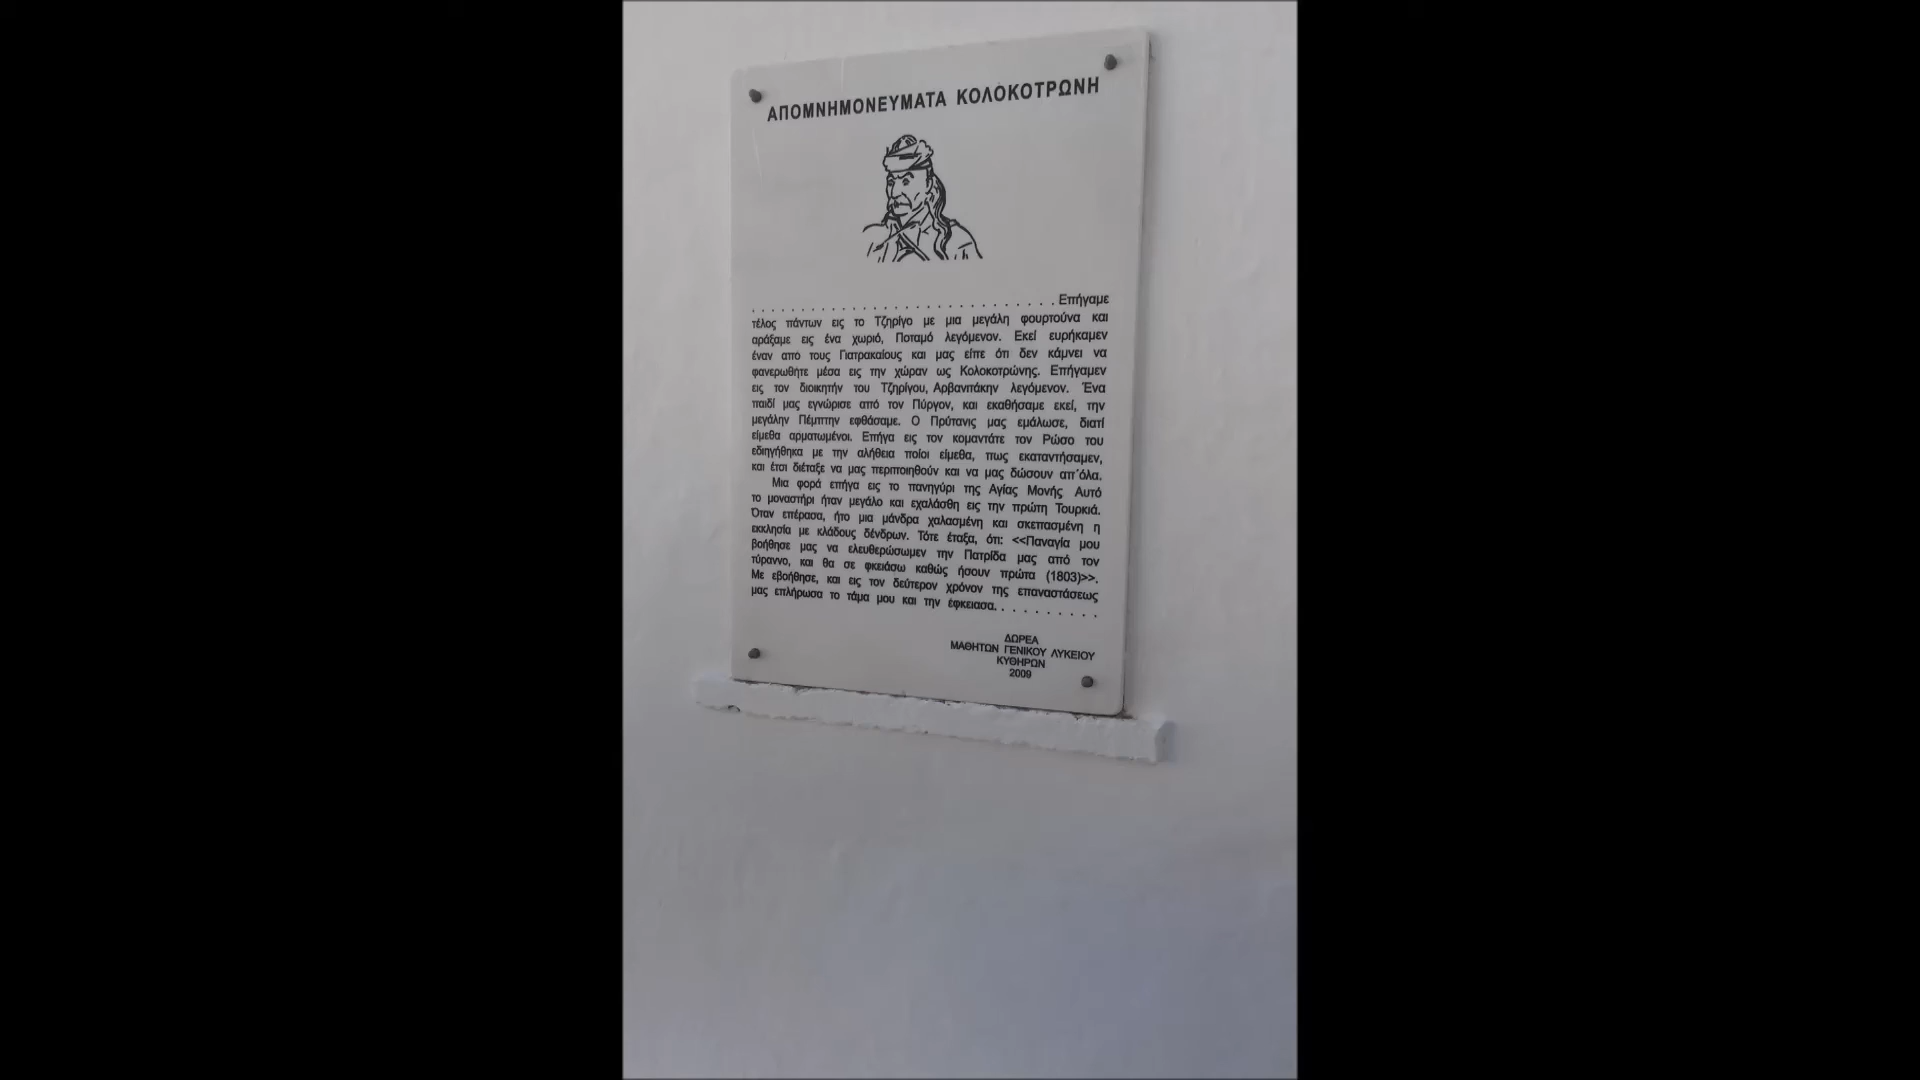 ΑΠΟΜΝΗΜΟΝΕΥΜΑΤΑ ΚΟΛΟΚΟΤΡΩΝΗ
. . . . . . . . . . . . . . . . . . . . . . . . . . . . . . . Επήγαμε
τέλος πάντων εις το Τζηρίγο με μια μεγάλη φουρτούνα και
αράξαμε εις ένα χωριό, Ποταμό λεγόμενον. Εκεί ευρήκαμεν
έναν από τους Γιατρακαίους και μας είπε ότι δεν κάμνει να
φανερωθήτε μέσα εις την χώραν ως Κολοκοτρώνης. Επήγαμεν
εις τον διοικητήν του Τζηρίγου, Αρβανιτάκην λεγόμενον. Ένα
παιδί μας εγνώρισε από τον Πύργον, και εκαθήσαμε εκεί, την
μεγάλην Πέμπτην εφθάσαμε. Ο Πρύτανις μας εμάλωσε, διατί
είμεθα αρματωμένοι. Επήγα εις τον κομαντάτε τον Ρώσο του
εδιηγήθηκα με την αλήθεια ποίοι είμεθα, πως εκαταντήσαμεν,
και έτσι διέταξε να μας περιποιηθούν και να μας δώσουν απ΄όλα.
Μια φορά επήγα εις το πανηγύρι της Αγίας Μονής Αυτό
το μοναστήρι ήταν μεγάλο και εχαλάσθη εις την πρώτη Τουρκιά.
Όταν επέρασα, ήτο μια μάνδρα χαλασμένη και σκεπασμένη η
εκκλησία με κλάδους δένδρων. Τότε έταξα, ότι: <<Παναγία μου
βοήθησε μας να ελευθερώσωμεν την Πατρίδα μας από τον
τύραννο, και θα σε φκειάσω καθώς ήσουν πρώτα (1803)>>.
Με εβοήθησε, και εις τον δεύτερον χρόνον της επαναστάσεως
μας επλήρωσα το τάμα μου και την έφκειασα. . . . . . . . . .
ΔΩΡΕΑ
ΜΑΘΗΤΩΝ ΓΕΝΙΚΟΥ ΛΥΚΕΙΟΥ
ΚΥΘΗΡΩΝ
2009